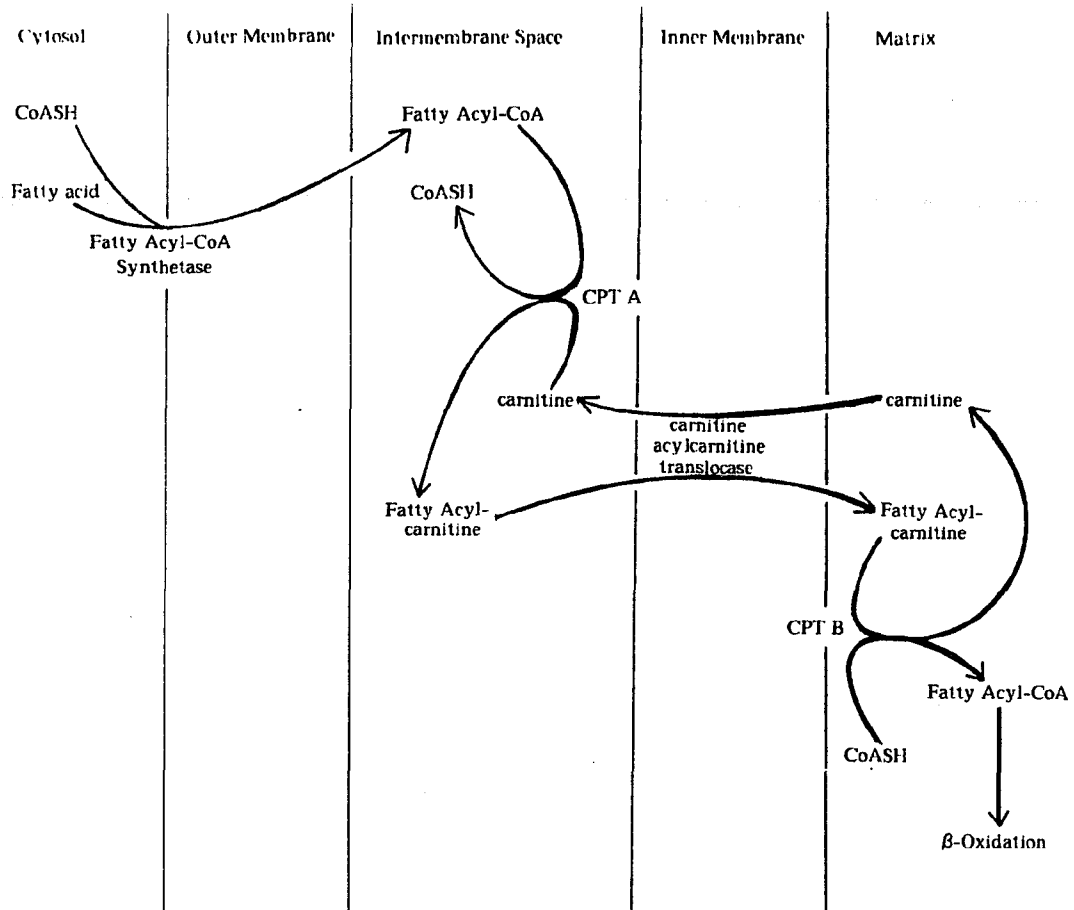 Cytosol
Outer Membrane
Intermembrane Space
Inner Membrane
Matrix
CoASH
Fatty acid
Fatty Acyl-CoA
Synthetase
Fatty Acyl-CoA
CoASH
CPT A
carnitine
carnitine
acylcarnitine
translocase
carnitine
Fatty Acyl-
carnitine
Fatty Acyl-
carnitine
CPT B
CoASH
Fatty Acyl-CoA
β-Oxidation